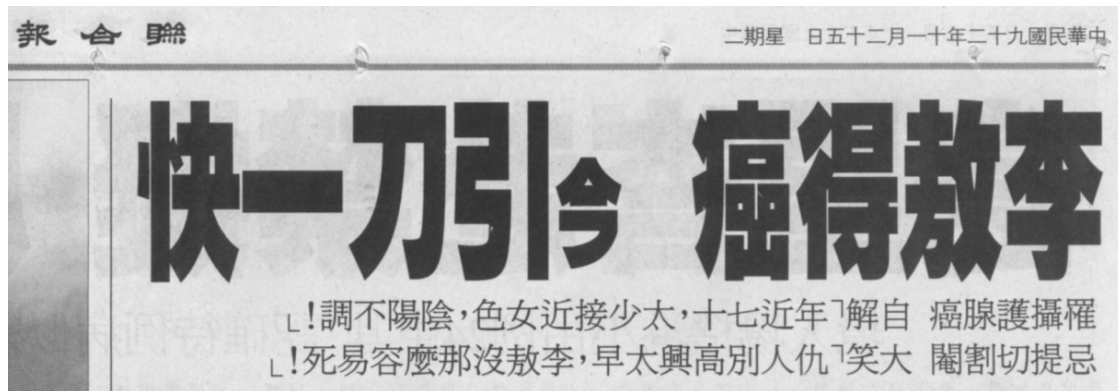 聯合報
中華民國九十二年十一月二十五日 星期二
李敖得癌 今引刀一快
罹攝護腺癌 自解「年近七十,太少接近女色,陰陽不調!」
忌提切割閹 大笑「仇人別高興太早,李敖沒那麼容易死!」